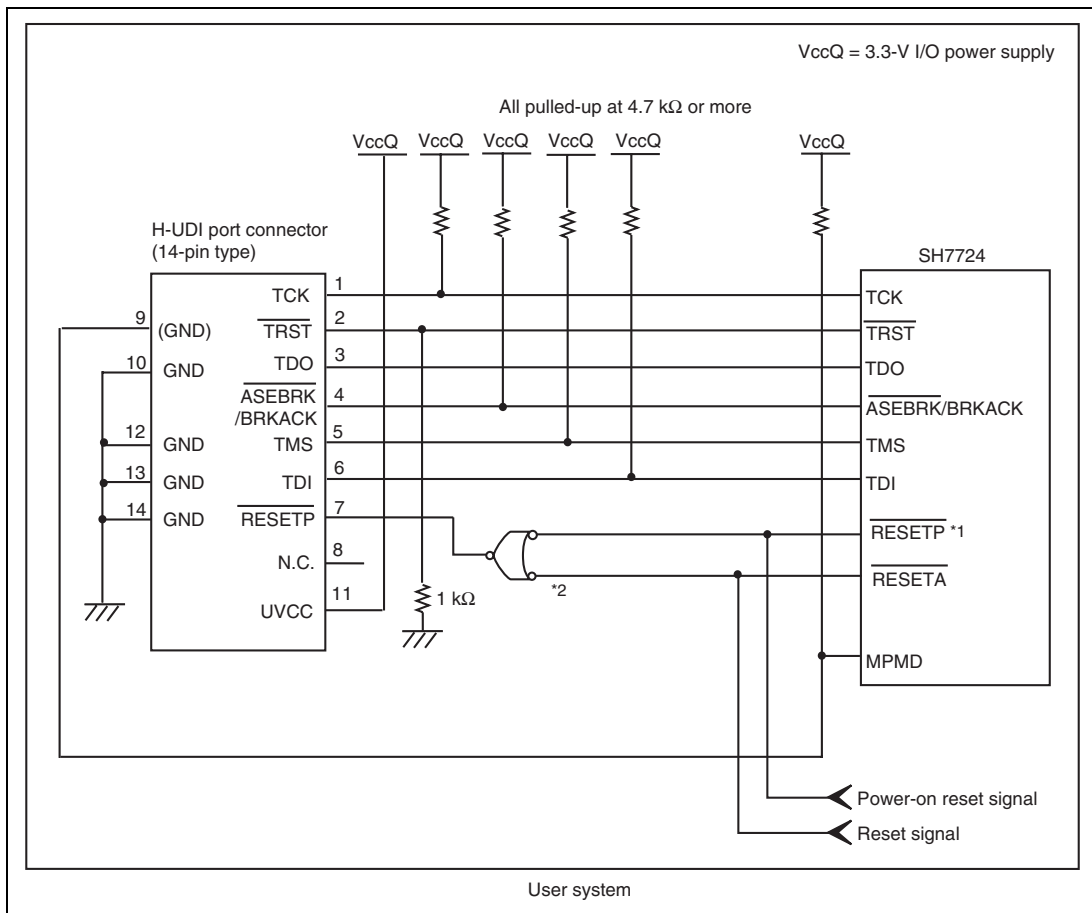 VccQ = 3.3-V I/O power supply
All pulled-up at 4.7 kΩ or more
VccQ VccQ VccQ VccQ VccQ VccQ
H-UDI port connector
(14-pin type)
SH7724
TCK 1 TCK
9 (GND) TRST 2 TRST
TDO 3 TDO
10 GND
ASEBRK
/BRKACK 4 ASEBRK/BRKACK
12 GND TMS 5 TMS
13 GND TDI 6 TDI
14 GND RESETP 7 RESETP *1
N.C. 8
*2 RESETA
UVCC 11
1 kΩ
MPMD
Power-on reset signal
Reset signal
User system